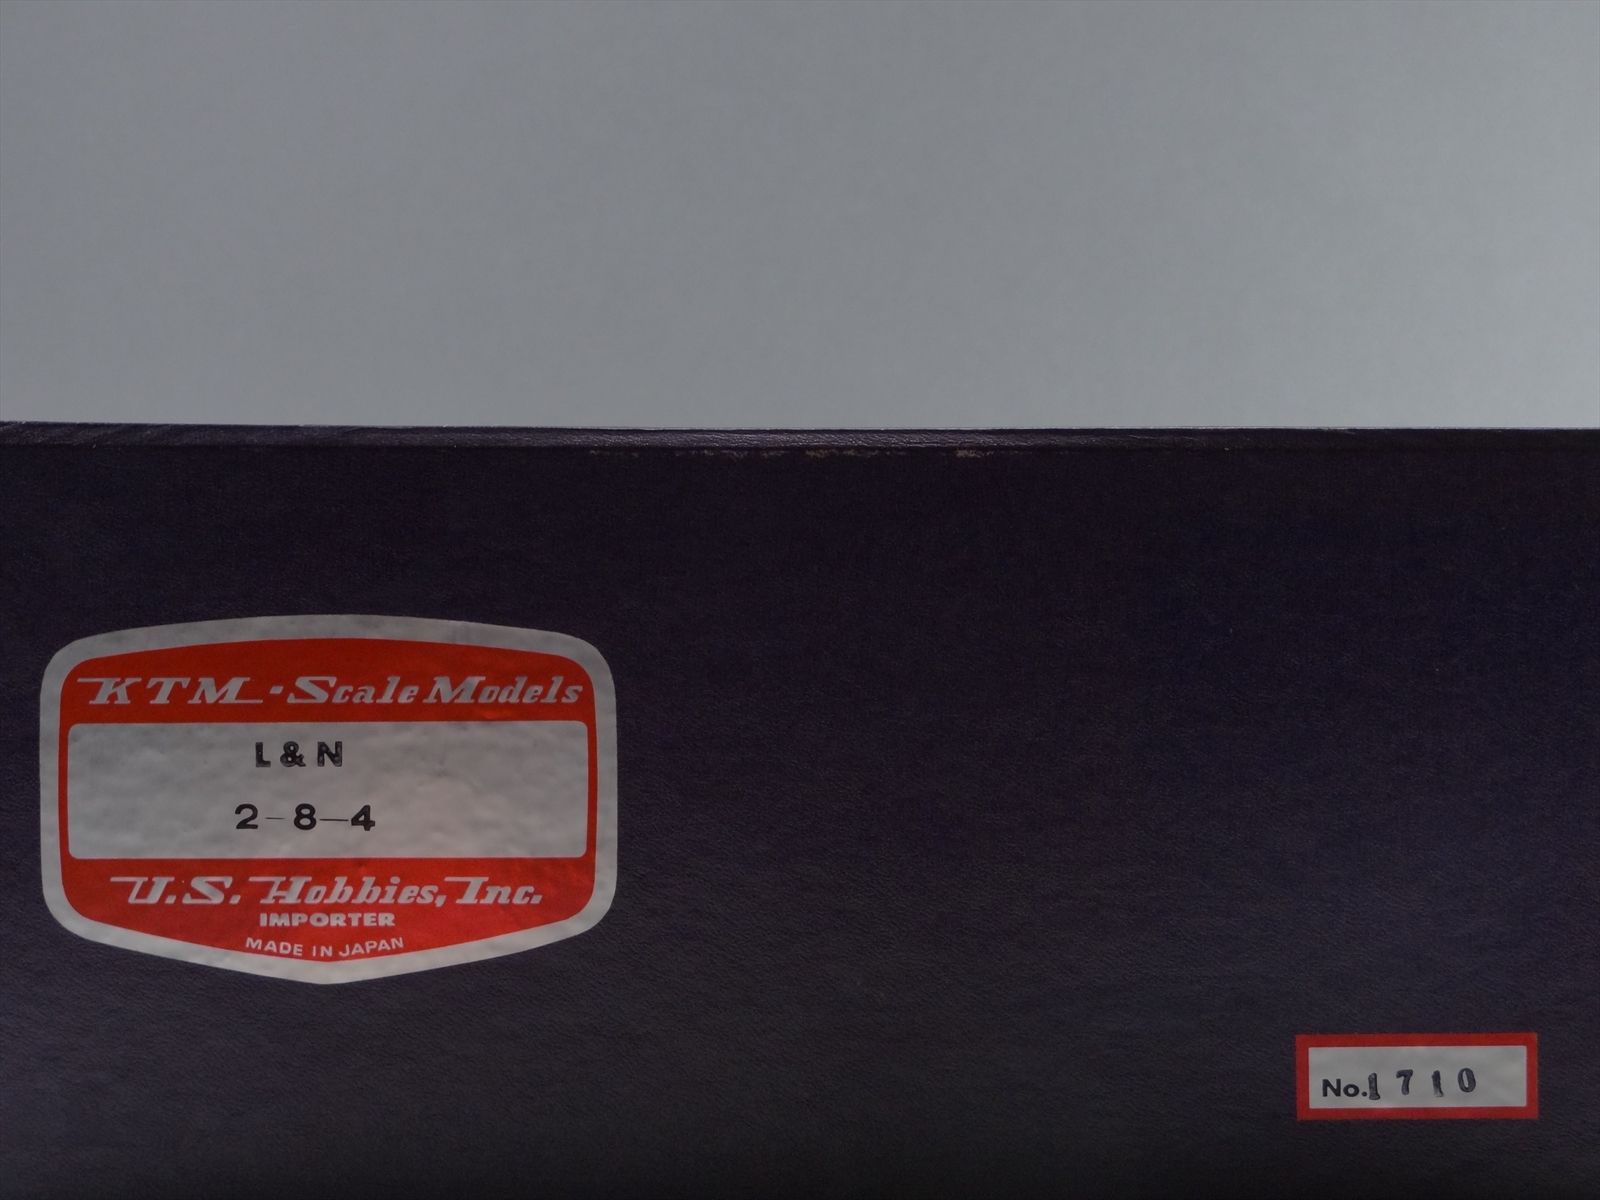 KTM·Scale Models
L&N
2-8-4
U.S. Hobbies, Inc.
IMPORTER
MADE IN JAPAN
No. 1710